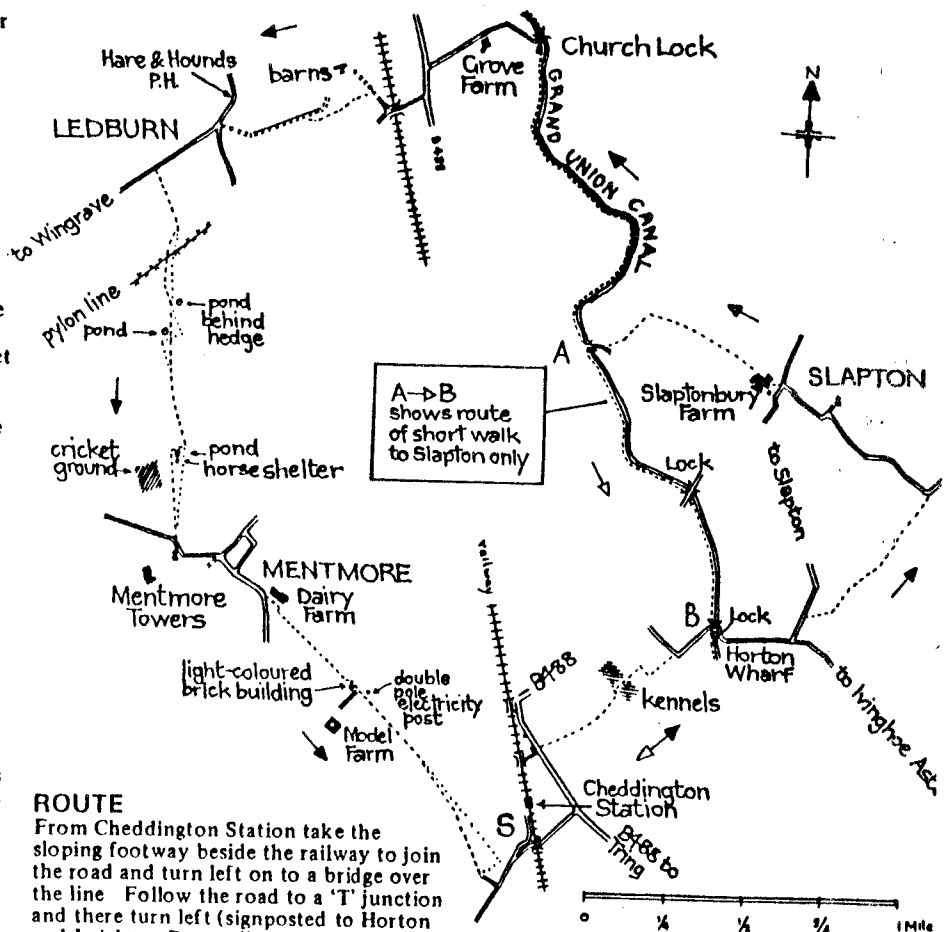 r
Hare & Hounds
P.H.
barns
Grove
Farm
Church Lock
N
LEDBURN
B488
GRAND UNION CANAL
to Wingrave
pylon line
pond
behind
hedge
pond
A
SLAPTON
Slaptonbury
Farm
A→B
shows route
of short walk
to Slapton only
cricket
ground
pond
horse shelter
Lock
to Slapton
railway
MENTMORE
Mentmore
Towers
Dairy
Farm
B
Lock
Horton
Wharf
light-coloured
brick building
double
pole
electricity
post
B488
kennels
to Ivinghoe Ast.
Model
Farm
Cheddington
Station
S
B488 to
Tring
ROUTE
From Cheddington Station take the
sloping footway beside the railway to join
the road and turn left on to a bridge over
the line Follow the road to a 'T' junction
and there turn left (signposted to Horton
0 1/4 1/2 3/4 1 Mile